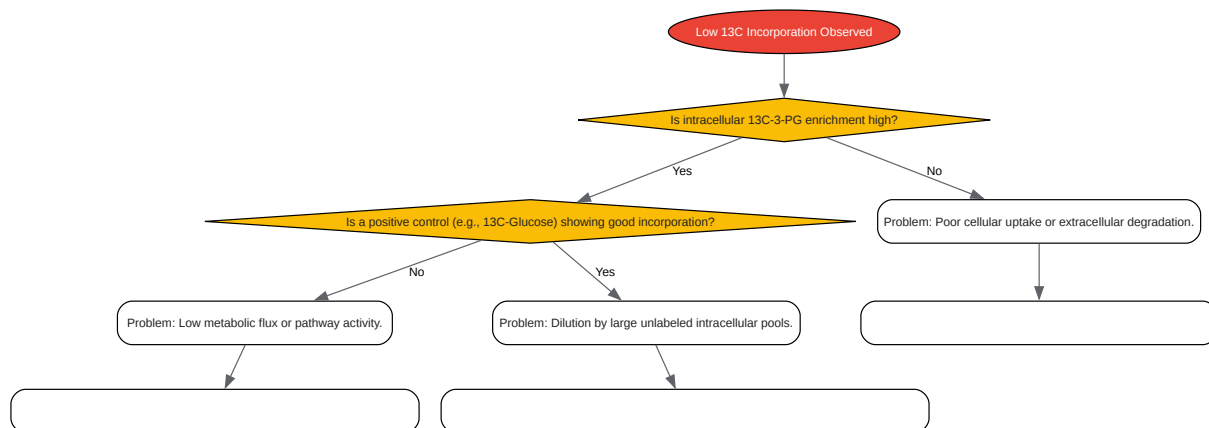 Low 13C Incorporation Observed
Is intracellular 13C-3-PG enrichment high?
Yes
No
Is a positive control (e.g., 13C-Glucose) showing good incorporation?
Problem: Poor cellular uptake or extracellular degradation.
No
Yes
Problem: Low metabolic flux or pathway activity.
Problem: Dilution by large unlabeled intracellular pools.